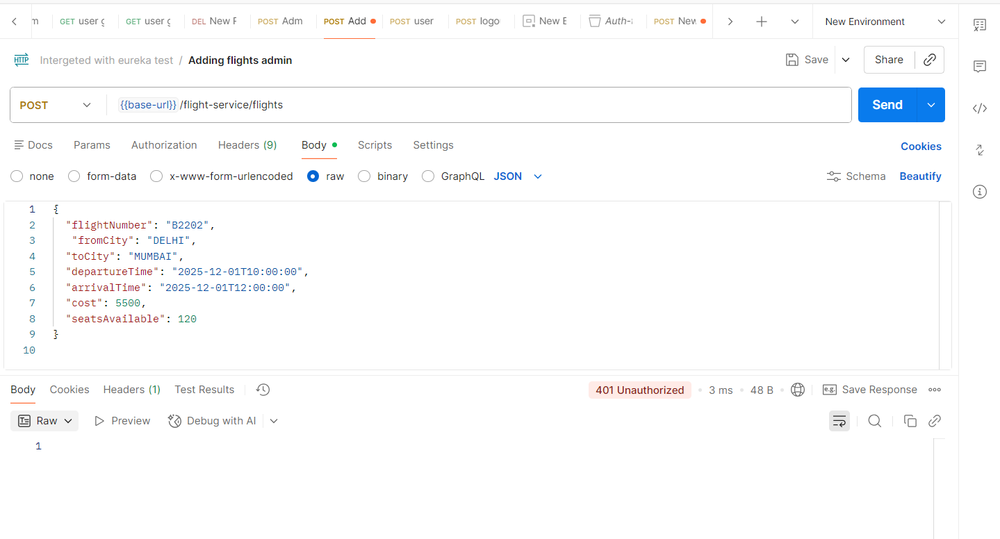 m GET user g GET user g DEL New F POST Adm POST Add POST user POST logo New E Auth- POST New New Environment
HTTP Intergeted with eureka test / Adding flights admin Save Share
POST {{base-url}} /flight-service/flights Send
Docs Params Authorization Headers (9) Body Scripts Settings Cookies
none form-data x-www-form-urlencoded raw binary GraphQL JSON Schema Beautify
1 {
2 "flightNumber": "B2202",
3 "fromCity": "DELHI",
4 "toCity": "MUMBAI",
5 "departureTime": "2025-12-01T10:00:00",
6 "arrivalTime": "2025-12-01T12:00:00",
7 "cost": 5500,
8 "seatsAvailable": 120
9 }
10
Body Cookies Headers (1) Test Results 401 Unauthorized 3 ms 48 B e.g. Save Response
Raw Preview Debug with AI
1